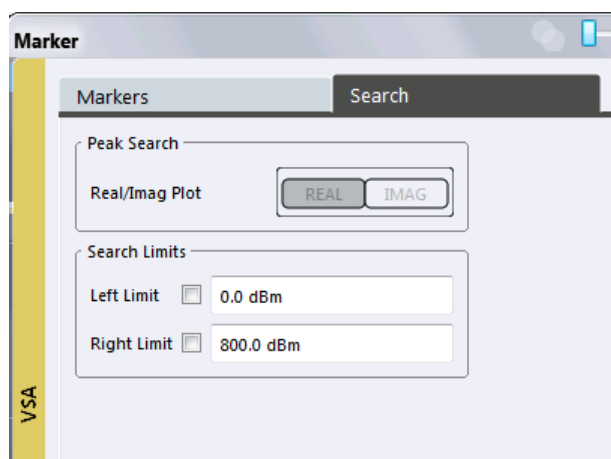 Marker
Markers
Search
Peak Search
Real/Imag Plot REAL IMAG
Search Limits
Left Limit 0.0 dBm
Right Limit 800.0 dBm
VSA